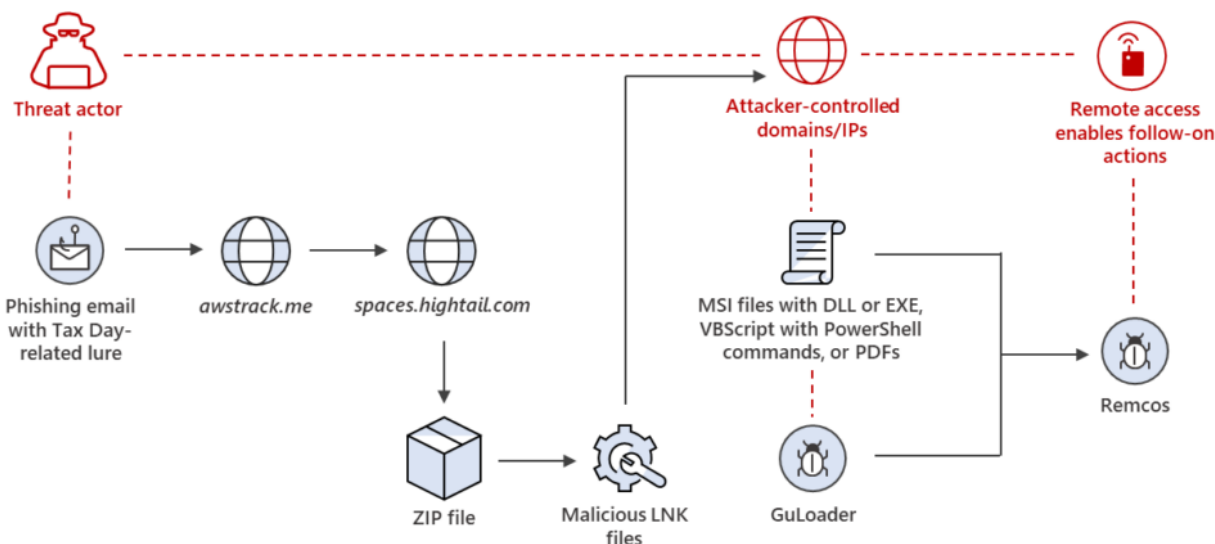 Threat actor
Attacker-controlled
domains/IPs
Remote access
enables follow-on
actions
Phishing email
with Tax Day-
related lure
awstrack.me
spaces.hightail.com
MSI files with DLL or EXE,
VBScript with PowerShell
commands, or PDFs
Remcos
ZIP file
Malicious LNK
files
GuLoader